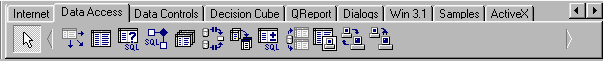 Internet Data Access Data Controls Decision Cube QReport Dialogs Win 3.1 Samples ActiveX
SQL SQL SQL